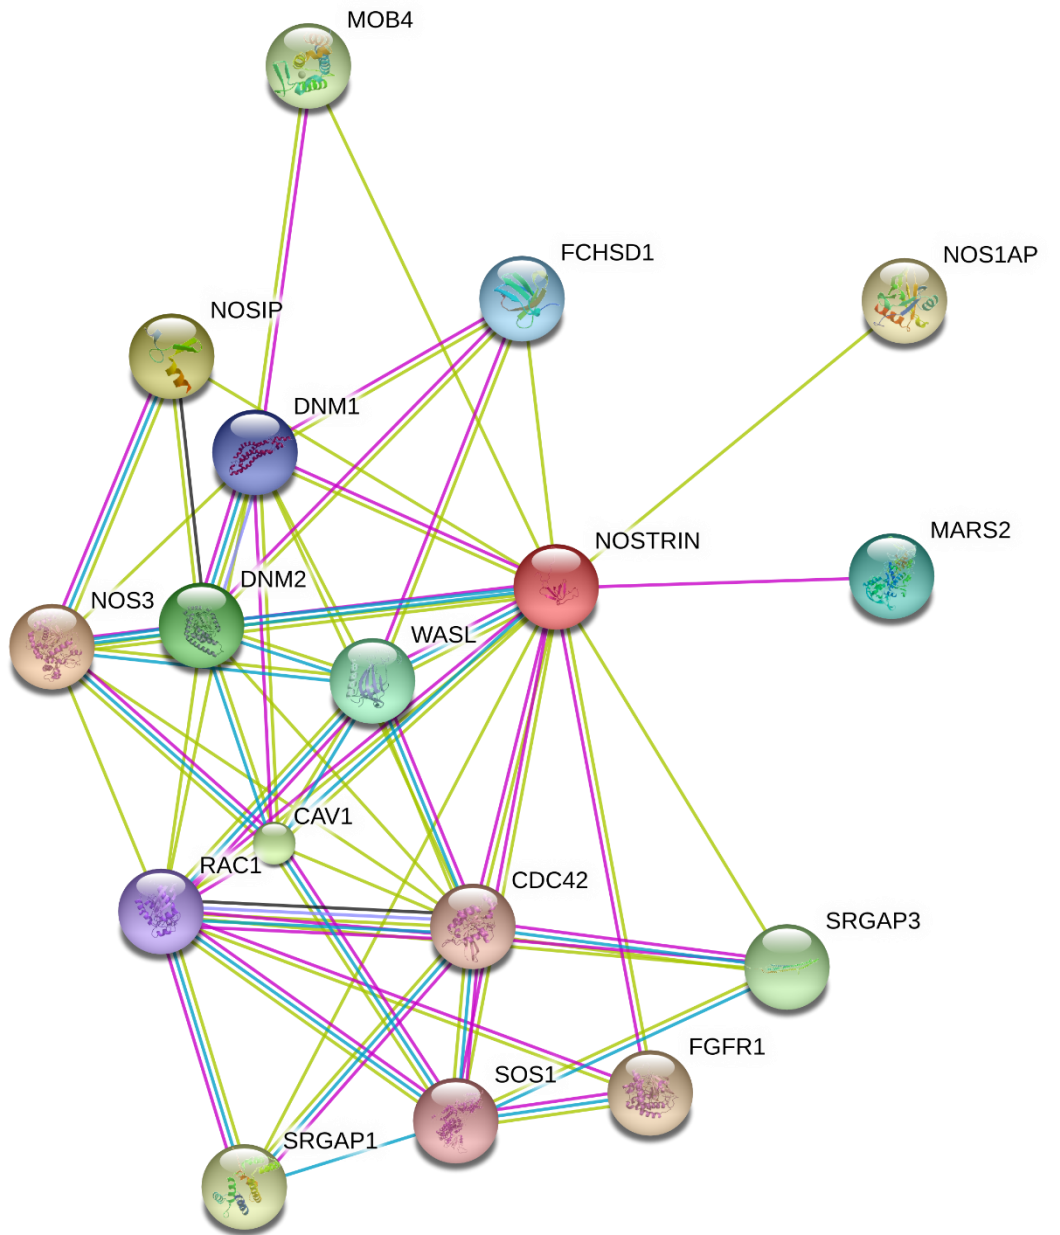 MOB4
FCHSD1
NOS1AP
NOSIP
DNM1
MARS2
NOSTRIN
DNM2
NOS3
WASL
CAV1
RAC1
CDC42
SRGAP3
FGFR1
SOS1
SRGAP1